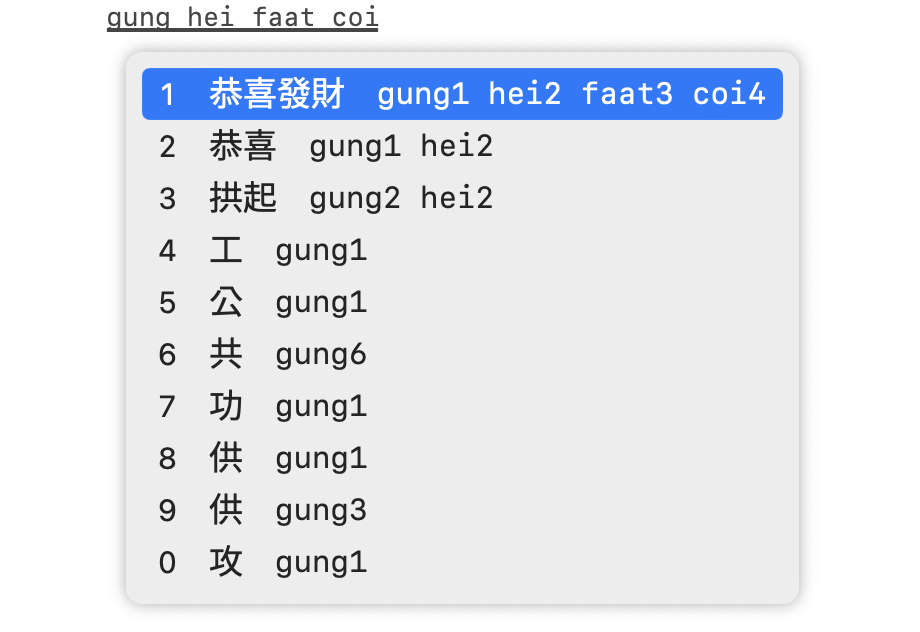 gung hei faat coi
1 恭喜發財 gung1 hei2 faat3 coi4
2 恭喜 gung1 hei2
3 拱起 gung2 hei2
4 工 gung1
5 公 gung1
6 共 gung6
7 功 gung1
8 供 gung1
9 供 gung3
0 攻 gung1